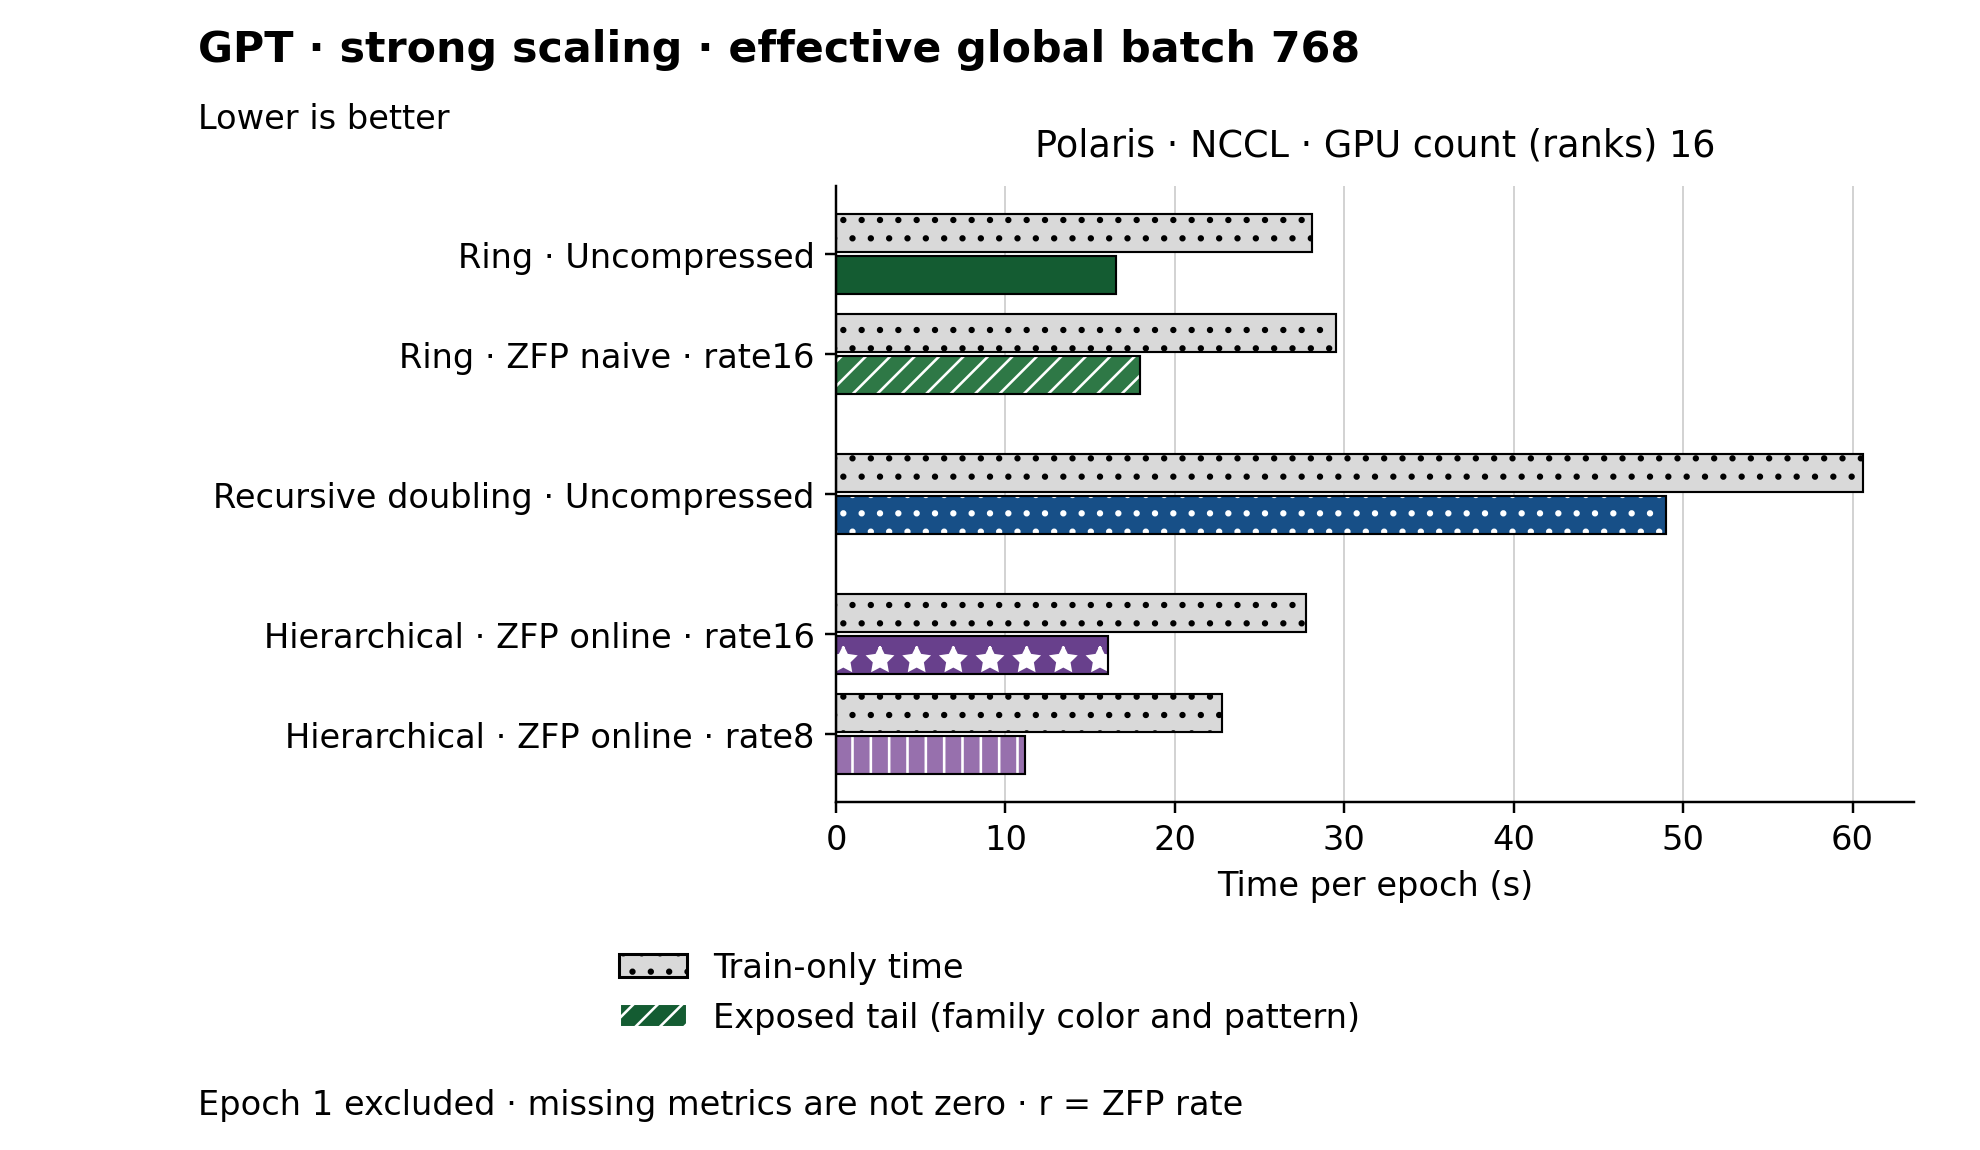 GPT · strong scaling · effective global batch 768
Lower is better
Polaris · NCCL · GPU count (ranks) 16
Ring · Uncompressed
Ring · ZFP naive · rate16
Recursive doubling · Uncompressed
Hierarchical · ZFP online · rate16
Hierarchical · ZFP online · rate8
0 10 20 30 40 50 60
Time per epoch (s)
Train-only time
Exposed tail (family color and pattern)
Epoch 1 excluded · missing metrics are not zero · r = ZFP rate